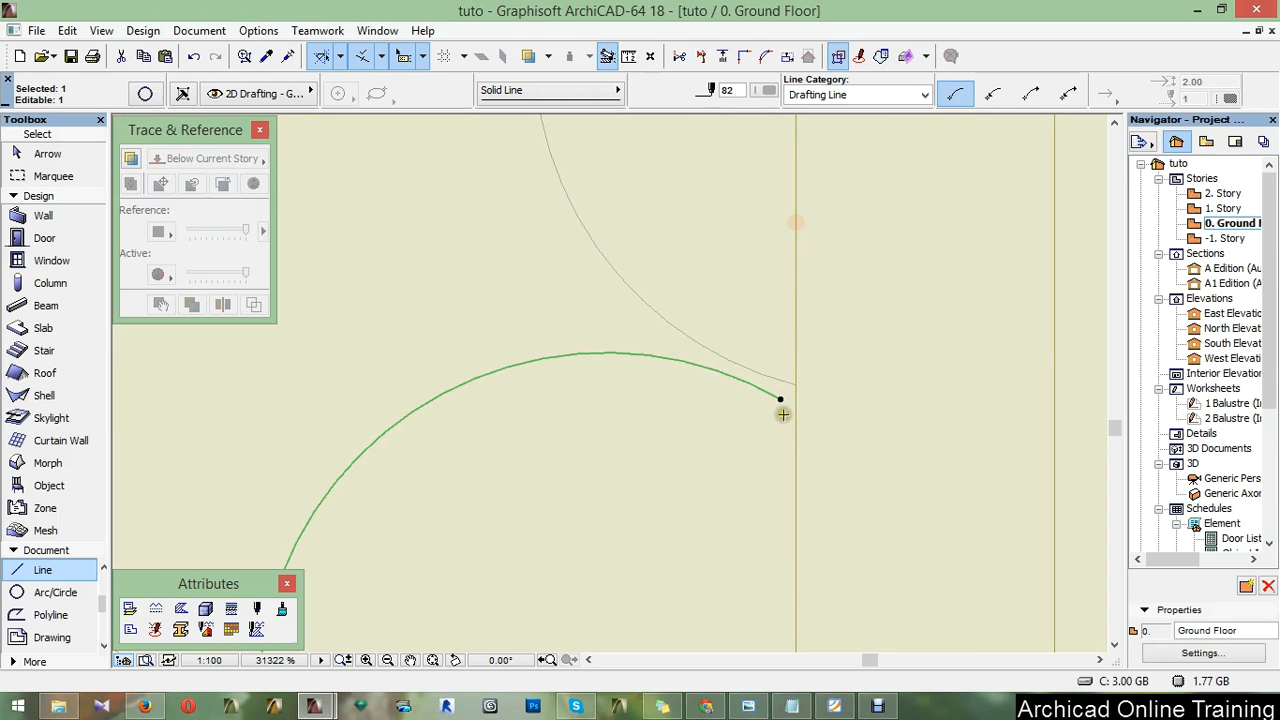 tuto - Graphisoft ArchiCAD-64 18 - [tuto / 0. Ground Floor]
File Edit View Design Document Options Teamwork Window Help
Selected: 1
Editable: 1
2D Drafting - G...
Solid Line
82
Line Category:
Drafting Line
2.00
1
Toolbox
Select
Arrow
Marquee
Design
Wall
Door
Window
Column
Beam
Slab
Stair
Roof
Shell
Skylight
Curtain Wall
Morph
Object
Zone
Mesh
Document
Line
Arc/Circle
Polyline
Drawing
More
Trace & Reference
Below Current Story
Reference:
Active:
Attributes
1:100
31322 %
0.00°
Navigator - Project ...
tuto
Stories
2. Story
1. Story
0. Ground
-1. Story
Sections
A Edition (Au
A1 Edition (A
Elevations
East Elevatio
North Elevat
South Elevat
West Elevati
Interior Elevation
Worksheets
1 Balustre (I
2 Balustre (I
Details
3D Documents
3D
Generic Pers
Generic Axon
Schedules
Element
Door List
Properties
0.
Ground Floor
Settings...
C: 3.00 GB
1.77 GB
Archicad Online Training